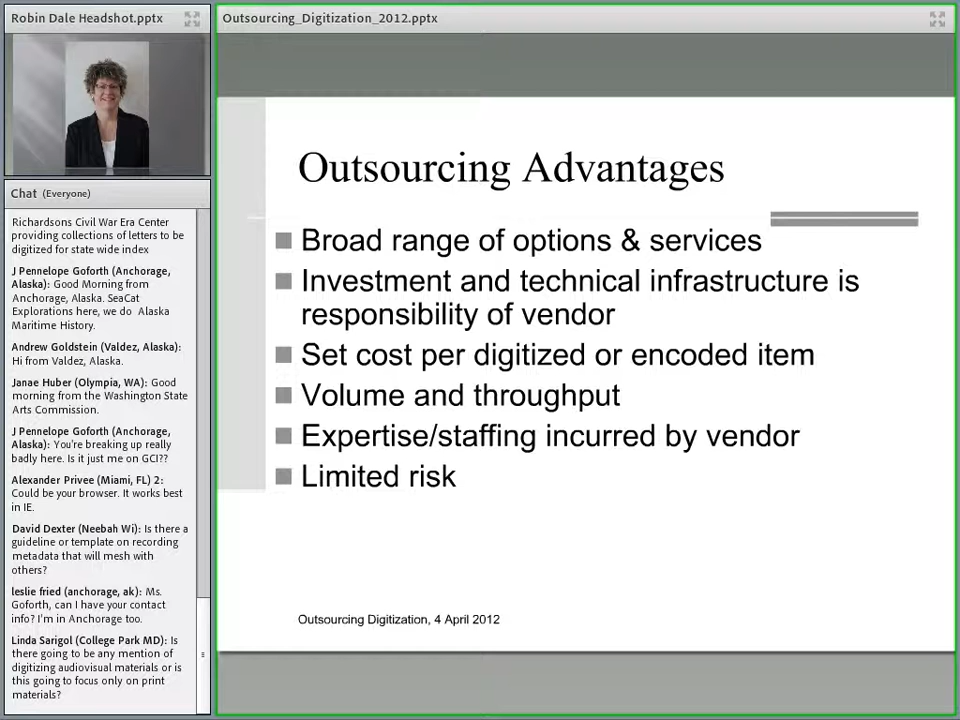 Robin Dale Headshot.pptx
Outsourcing_Digitization_2012.pptx
Chat (Everyone)
Richardsons Civil War Era Center
providing collections of letters to be
digitized for state wide index
J Pennelope Goforth (Anchorage,
Alaska): Good Morning from
Anchorage, Alaska. SeaCat
Explorations here, we do Alaska
Maritime History.
Andrew Goldstein (Valdez, Alaska):
Hi from Valdez, Alaska.
Janae Huber (Olympia, WA): Good
morning from the Washington State
Arts Commission.
J Pennelope Goforth (Anchorage,
Alaska): You're breaking up really
badly here. Is it just me on GCI??
Alexander Privee (Miami, FL) 2:
Could be your browser. It works best
in IE.
David Dexter (Neebah Wi): Is there a
guideline or template on recording
metadata that will mesh with
others?
leslie fried (anchorage, ak): Ms.
Goforth, can I have your contact
info? I'm in Anchorage too.
Linda Sarigol (College Park MD): Is
there going to be any mention of
digitizing audiovisual materials or is
this going to focus only on print
materials?
Outsourcing Advantages
Broad range of options & services
Investment and technical infrastructure is
responsibility of vendor
Set cost per digitized or encoded item
Volume and throughput
Expertise/staffing incurred by vendor
Limited risk
Outsourcing Digitization, 4 April 2012